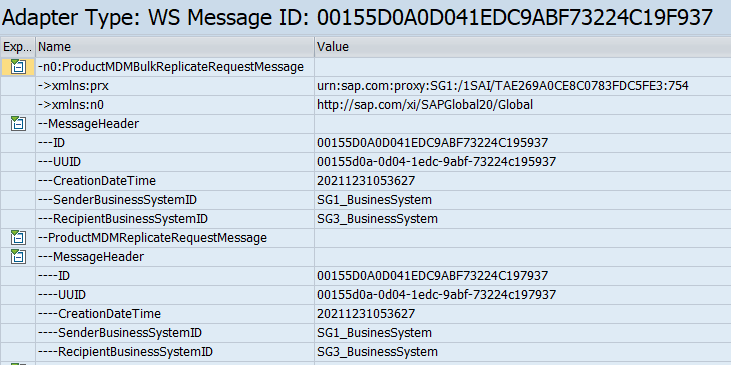 Adapter Type: WS Message ID: 00155D0A0D041EDC9ABF73224C19F937
Exp... Name Value
-n0:ProductMDMBulkReplicateRequestMessage
->xmlns:prx urn:sap.com:proxy:SG1:/1SAI/TAE269A0CE8C0783FDC5FE3:754
->xmlns:n0 http://sap.com/xi/SAPGlobal20/Global
--MessageHeader
---ID 00155D0A0D041EDC9ABF73224C195937
---UUID 00155d0a-0d04-1edc-9abf-73224c195937
---CreationDateTime 20211231053627
---SenderBusinessSystemID SG1_BusinesSystem
---RecipientBusinessSystemID SG3_BusinessSystem
--ProductMDMReplicateRequestMessage
---MessageHeader
----ID 00155D0A0D041EDC9ABF73224C197937
----UUID 00155d0a-0d04-1edc-9abf-73224c197937
----CreationDateTime 20211231053627
----SenderBusinessSystemID SG1_BusinesSystem
----RecipientBusinessSystemID SG3_BusinessSystem